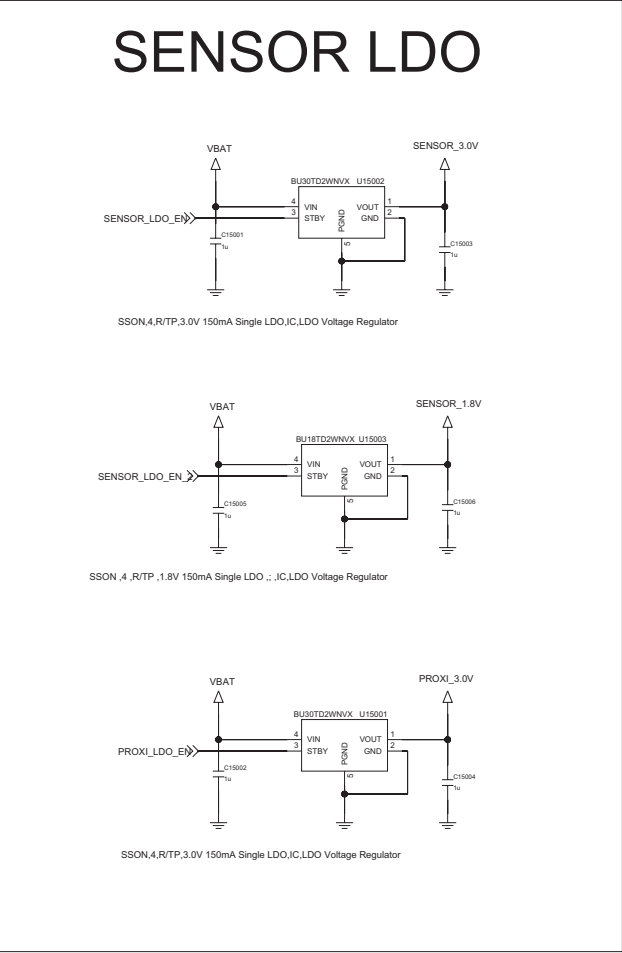 SENSOR LDO
VBAT
SENSOR_3.0V
BU30TD2WNVX U15002
4 VIN VOUT 1
SENSOR_LDO_EN 3 STBY GND 2
PGND
5
C15001
1u
C15003
1u
SSON,4,R/TP,3.0V 150mA Single LDO,IC,LDO Voltage Regulator
VBAT
SENSOR_1.8V
BU18TD2WNVX U15003
4 VIN VOUT 1
SENSOR_LDO_EN_2 3 STBY GND 2
PGND
5
C15005
1u
C15006
1u
SSON ,4 ,R/TP ,1.8V 150mA Single LDO ,; ,IC,LDO Voltage Regulator
VBAT
PROXI_3.0V
BU30TD2WNVX U15001
4 VIN VOUT 1
PROXI_LDO_EN 3 STBY GND 2
PGND
5
C15002
1u
C15004
1u
SSON,4,R/TP,3.0V 150mA Single LDO,IC,LDO Voltage Regulator